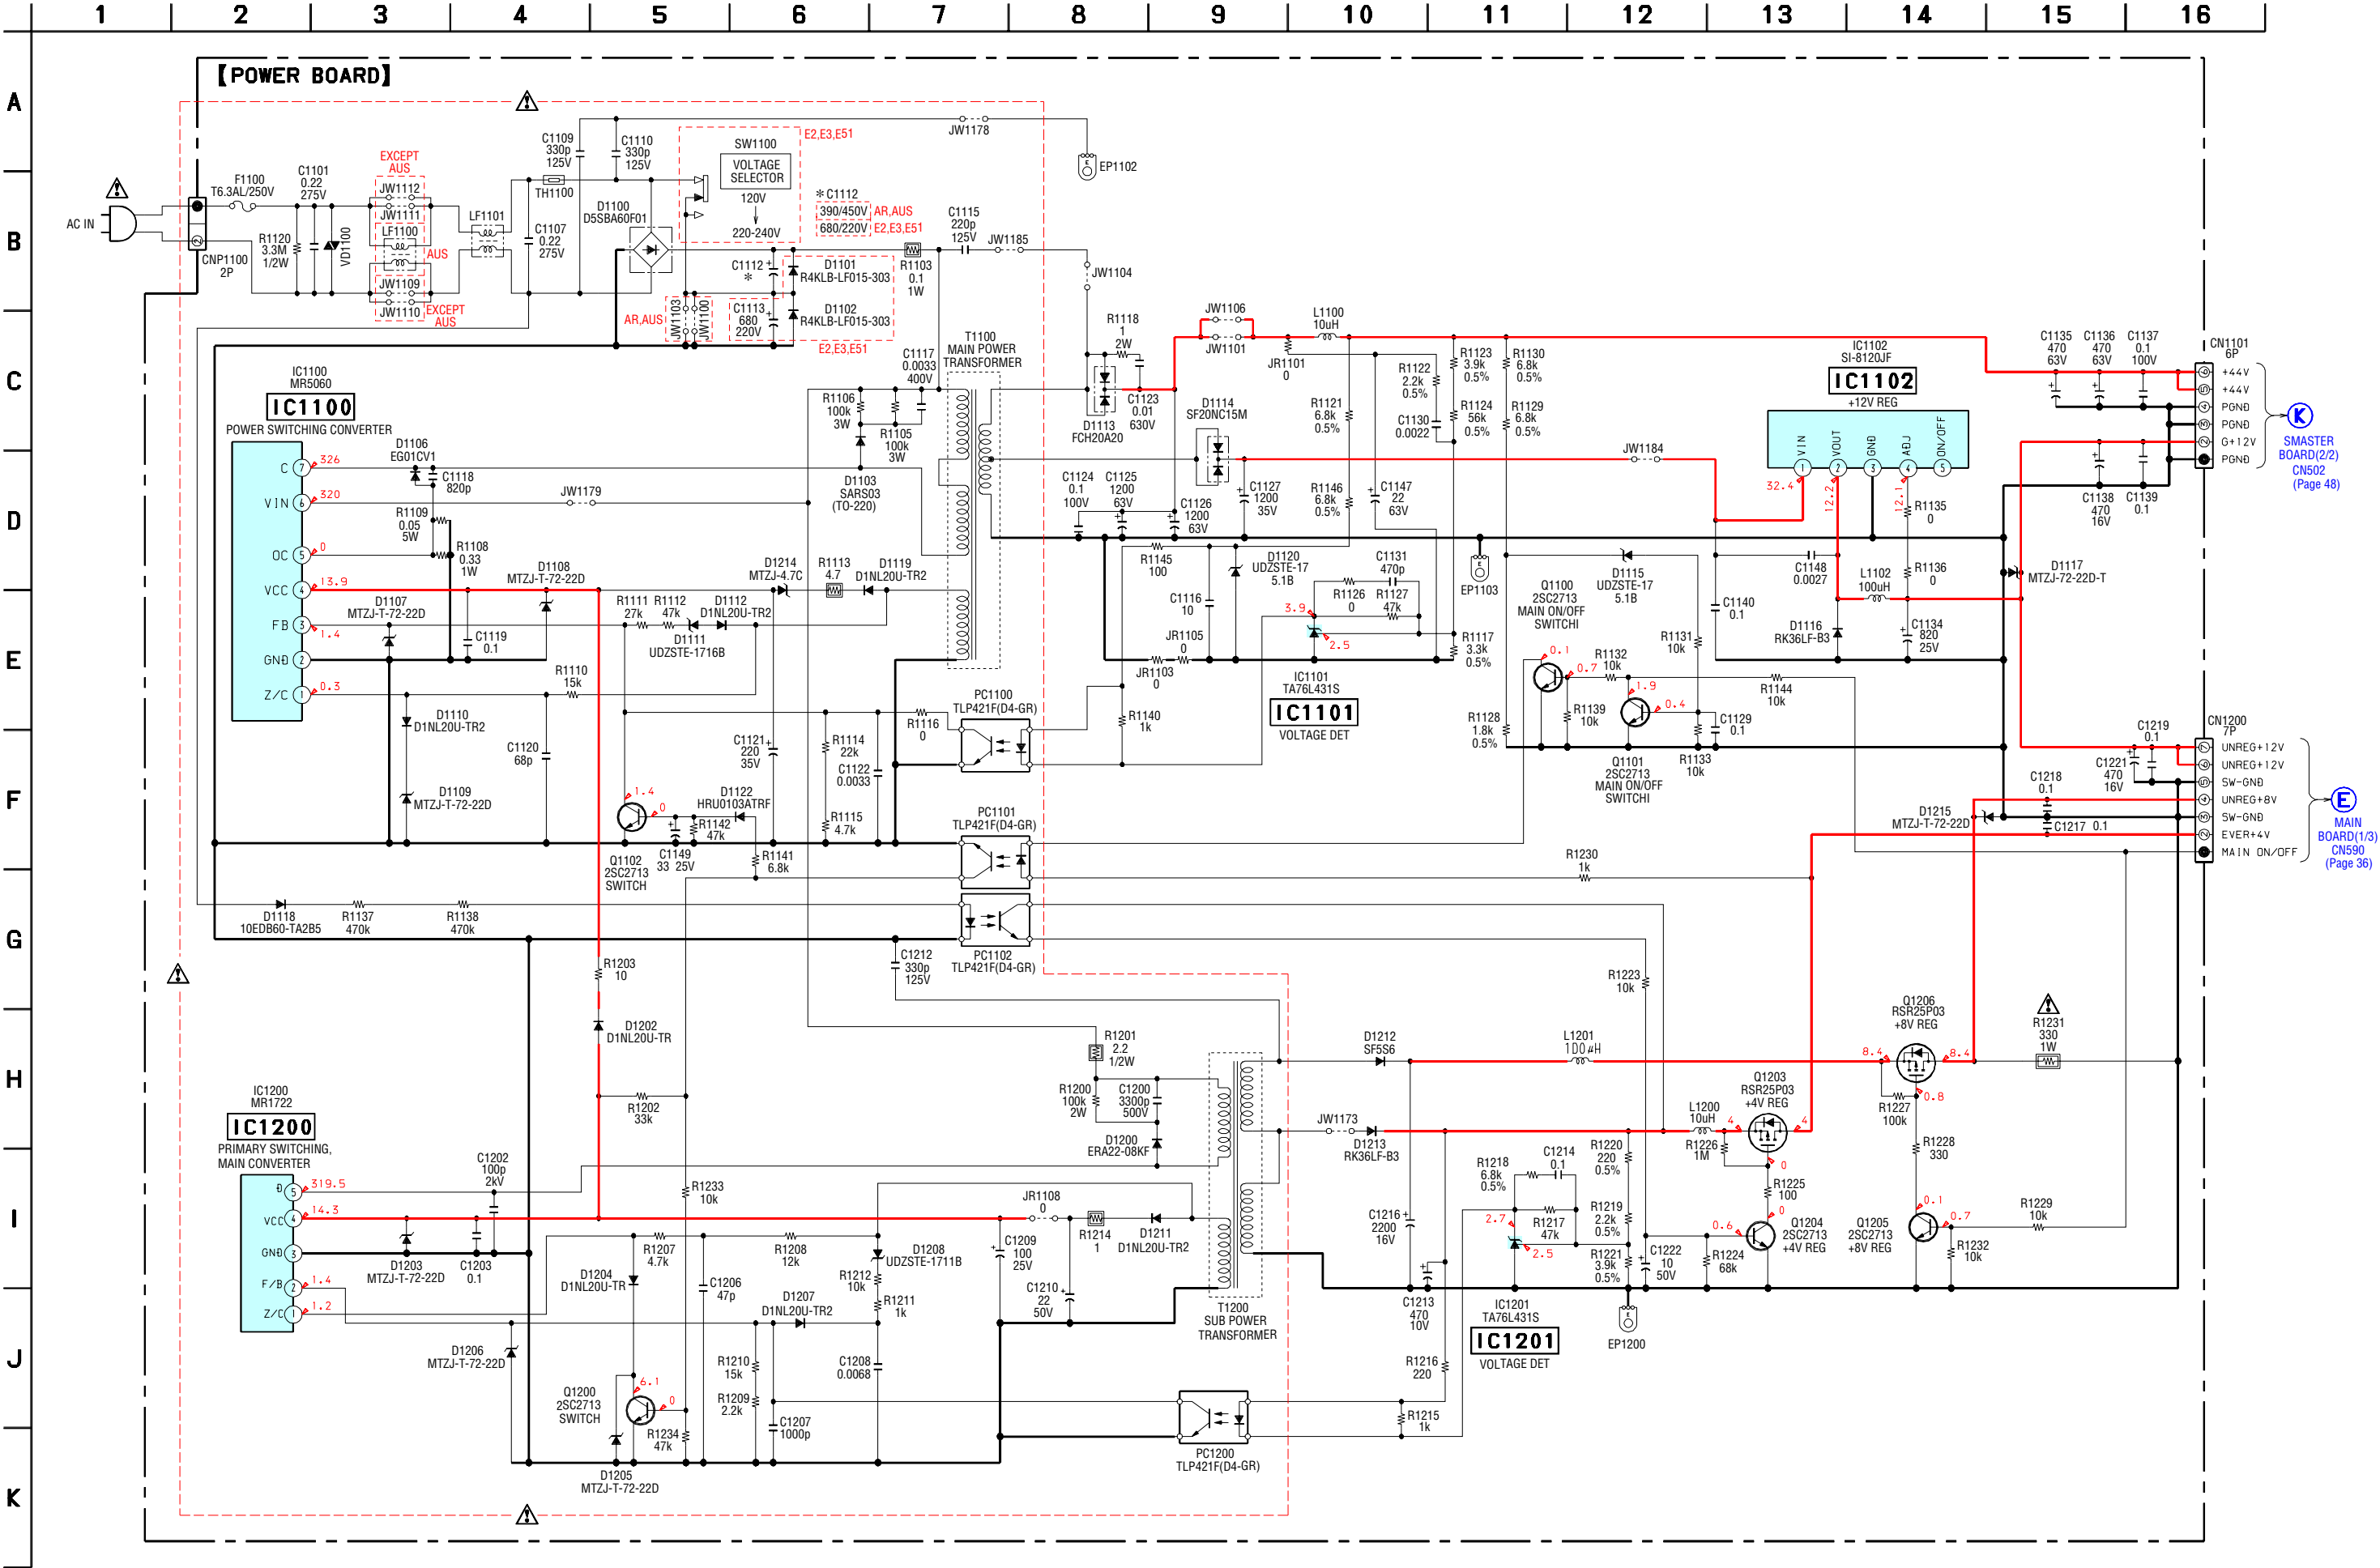 1 2 3 4 5 6 7 8 9 10 11 12 13 14 15 16
A
B
C
D
E
F
G
H
I
J
K
【POWER BOARD】
AC IN
CNP1100
2P
F1100
T6.3AL/250V
C1101
0.22
275V
R1120
3.3M
1/2W
VD1100
EXCEPT
AUS
JW1112
JW1111
LF1100
AUS
JW1109
JW1110
EXCEPT
AUS
LF1101
C1107
0.22
275V
TH1100
C1109
330p
125V
C1110
330p
125V
D1100
D5SBA60F01
SW1100
VOLTAGE
SELECTOR
120V
220-240V
E2,E3,E51
* C1112
390/450V
AR,AUS
680/220V
E2,E3,E51
C1112
*
D1101
R4KLB-LF015-303
C1113
680
220V
D1102
R4KLB-LF015-303
E2,E3,E51
AR,AUS
JW1103
JW1100
R1103
0.1
1W
C1115
220p
125V
JW1185
JW1178
EP1102
JW1104
IC1100
MR5060
IC1100
POWER SWITCHING CONVERTER
C 7
VIN 6
OC 5
VCC 4
FB 3
GND 2
Z/C 1
326
320
0
13.9
1.4
0.3
D1106
EG01CV1
C1118
820p
R1109
0.05
5W
R1108
0.33
1W
JW1179
D1108
MTZJ-T-72-22D
D1107
MTZJ-T-72-22D
C1119
0.1
R1110
15k
D1110
D1NL20U-TR2
D1109
MTZJ-T-72-22D
C1120
68p
R1111
27k
R1112
47k
D1112
D1NL20U-TR2
D1111
UDZSTE-1716B
D1214
MTZJ-4.7C
R1113
4.7
D1119
D1NL20U-TR2
R1106
100k
3W
R1105
100k
3W
C1117
0.0033
400V
D1103
SARS03
(TO-220)
T1100
MAIN POWER
TRANSFORMER
R1118
1
2W
D1113
FCH20A20
C1123
0.01
630V
JW1106
JW1101
L1100
10uH
JR1101
0
D1114
SF20NC15M
C1124
0.1
100V
C1125
1200
63V
C1126
1200
63V
C1127
1200
35V
R1121
6.8k
0.5%
R1146
6.8k
0.5%
C1147
22
63V
R1122
2.2k
0.5%
C1130
0.0022
R1123
3.9k
0.5%
R1124
56k
0.5%
R1130
6.8k
0.5%
R1129
6.8k
0.5%
JW1184
EP1103
R1145
100
D1120
UDZSTE-17
5.1B
C1116
10
C1131
470p
R1126
0
R1127
47k
3.9
2.5
JR1105
0
JR1103
0
IC1101
TA76L431S
IC1101
VOLTAGE DET
R1117
3.3k
0.5%
R1128
1.8k
0.5%
Q1100
2SC2713
MAIN ON/OFF
SWITCHI
0.1
0.7
D1115
UDZSTE-17
5.1B
R1131
10k
R1132
10k
1.9
0.4
R1139
10k
Q1101
2SC2713
MAIN ON/OFF
SWITCHI
R1133
10k
C1129
0.1
R1144
10k
IC1102
SI-8120JF
IC1102
+12V REG
VIN
VOUT
GND
ADJ
ON/OFF
1 2 3 4 5
32.4
12.2
12.1
R1135
0
R1136
0
C1148
0.0027
L1102
100uH
C1140
0.1
D1116
RK36LF-B3
C1134
820
25V
D1117
MTZJ-72-22D-T
C1135
470
63V
C1136
470
63V
C1137
0.1
100V
C1138
470
16V
C1139
0.1
CN1101
6P
+44V
+44V
PGND
PGND
G+12V
PGND
K
SMASTER
BOARD(2/2)
CN502
(Page 48)
CN1200
7P
UNREG+12V
UNREG+12V
SW-GND
UNREG+8V
SW-GND
EVER+4V
MAIN ON/OFF
E
MAIN
BOARD(1/3)
CN590
(Page 36)
C1219
0.1
C1221
470
16V
C1218
0.1
C1217 0.1
D1215
MTZJ-T-72-22D
PC1100
TLP421F(D4-GR)
R1116
0
R1140
1k
R1114
22k
C1121
220
35V
C1122
0.0033
R1115
4.7k
D1122
HRU0103ATRF
1.4
0
R1142
47k
Q1102
2SC2713
SWITCH
C1149
33 25V
R1141
6.8k
PC1101
TLP421F(D4-GR)
R1230
1k
D1118
10EDB60-TA2B5
R1137
470k
R1138
470k
PC1102
TLP421F(D4-GR)
C1212
330p
125V
R1203
10
D1202
D1NL20U-TR
R1202
33k
R1223
10k
R1201
2.2
1/2W
R1200
100k
2W
C1200
3300p
500V
D1200
ERA22-08KF
D1212
SF5S6
L1201
100μH
JW1173
D1213
RK36LF-B3
L1200
10uH
Q1203
RSR25P03
+4V REG
4
4
0
R1226
1M
R1225
100
0
Q1206
RSR25P03
+8V REG
8.4
8.4
0.8
R1227
100k
R1228
330
R1231
330
1W
IC1200
MR1722
IC1200
PRIMARY SWITCHING,
MAIN CONVERTER
D 5
VCC 4
GND 3
F/B 2
Z/C 1
319.5
14.3
1.4
1.2
C1202
100p
2kV
D1203
MTZJ-T-72-22D
C1203
0.1
R1233
10k
R1207
4.7k
R1208
12k
D1204
D1NL20U-TR
C1206
47p
D1208
UDZSTE-1711B
R1212
10k
R1211
1k
D1207
D1NL20U-TR2
D1206
MTZJ-T-72-22D
R1210
15k
R1209
2.2k
C1208
0.0068
6.1
0
Q1200
2SC2713
SWITCH
R1234
47k
C1207
1000p
D1205
MTZJ-T-72-22D
JR1108
0
R1214
1
D1211
D1NL20U-TR2
C1209
100
25V
C1210
22
50V
T1200
SUB POWER
TRANSFORMER
PC1200
TLP421F(D4-GR)
C1216
2200
16V
C1213
470
10V
R1216
220
R1215
1k
R1218
6.8k
0.5%
C1214
0.1
R1217
47k
2.7
2.5
IC1201
TA76L431S
IC1201
VOLTAGE DET
R1220
220
0.5%
R1219
2.2k
0.5%
R1221
3.9k
0.5%
C1222
10
50V
EP1200
0.6
R1224
68k
Q1204
2SC2713
+4V REG
Q1205
2SC2713
+8V REG
0.1
0.7
R1229
10k
R1232
10k